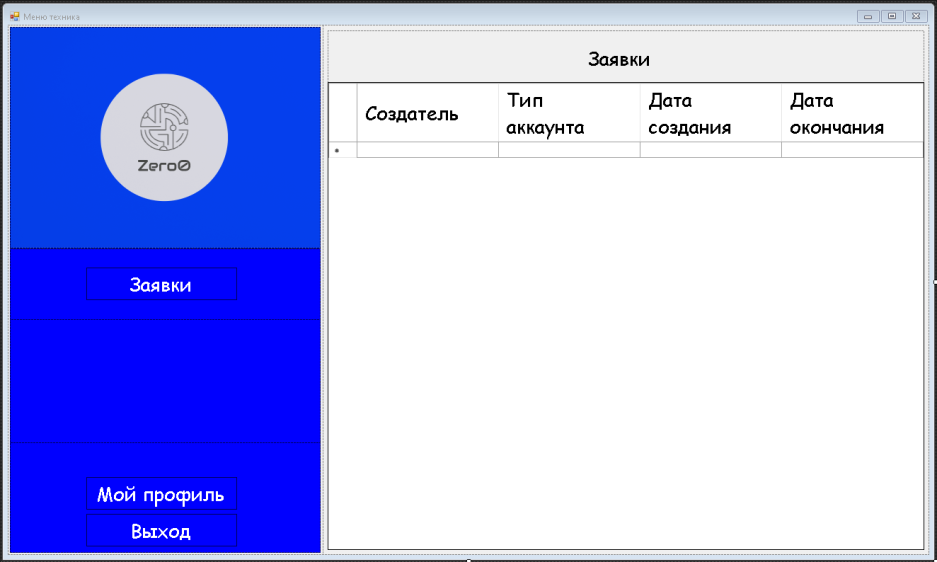 Меню техника
Zero0
Заявки
Мой профиль
Выход
Заявки
Создатель
Тип
аккаунта
Дата
создания
Дата
окончания